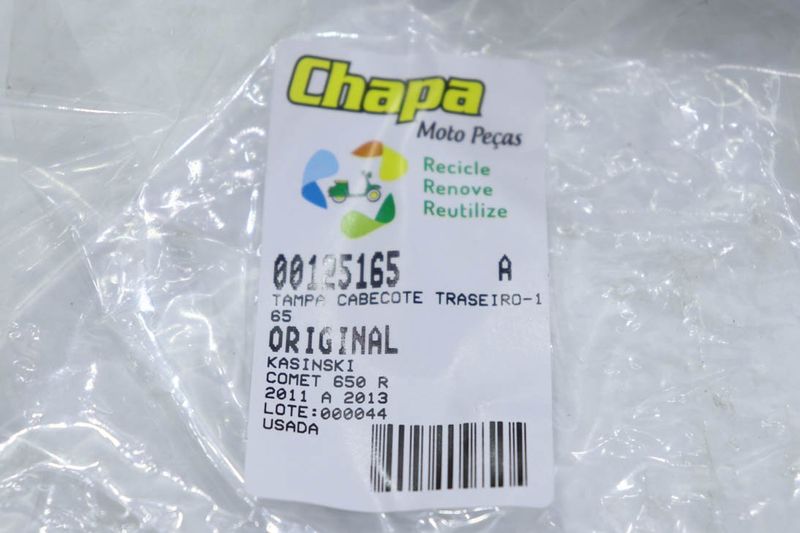 Chapa
Moto Peças
Recicle
Renove
Reutilize
00125165 A
TAMPA CABECOTE TRASEIRO-1
65
ORIGINAL
KASINSKI
COMET 650 R
2011 A 2013
LOTE:000044
USADA